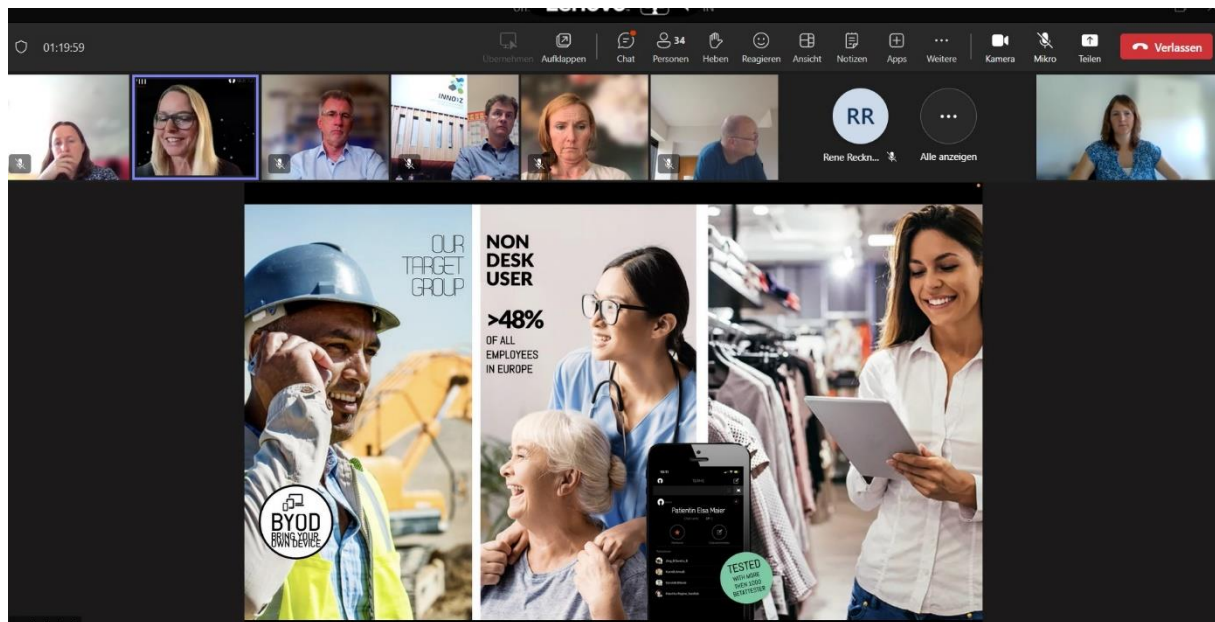 01:19:59
Übernehmen
Aufklappen
Chat
34
Personen
Heben
Reagieren
Ansicht
Notizen
Apps
Weitere
Kamera
Mikro
Teilen
Verlassen
INNO
RR
Rene Reckn...
Alle anzeigen
OUR
TARGET
GROUP
NON
DESK
USER
>48%
OF ALL
EMPLOYEES
IN EUROPE
BYOD
BRING YOUR
OWN DEVICE
Patientin Elsa Maier
TESTED
WITH MORE
THEN 1000
BETATESTER